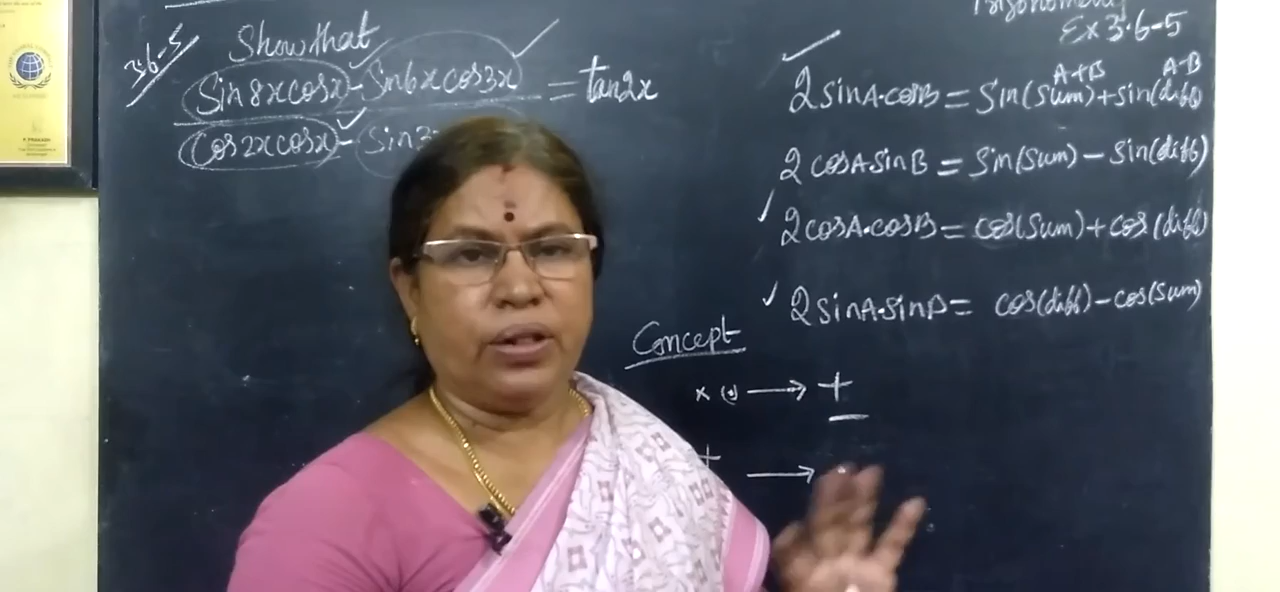 Trigonometry
Ex 3.6-5
3.6-5 Show that
Sin8xcosx - Sin6xcos3x = tan2x
Cos2xcosx - Sin3
A+B A-B
2sinA.cosB = Sin(Sum)+sin(diff)
2cosA.sinB = Sin(Sum) - Sin(diff)
2cosA.cosB = cos(Sum)+cos(diff)
2sinA.sinB = cos(diff)-cos(Sum)
Concept
× (.) → +
—
+ →